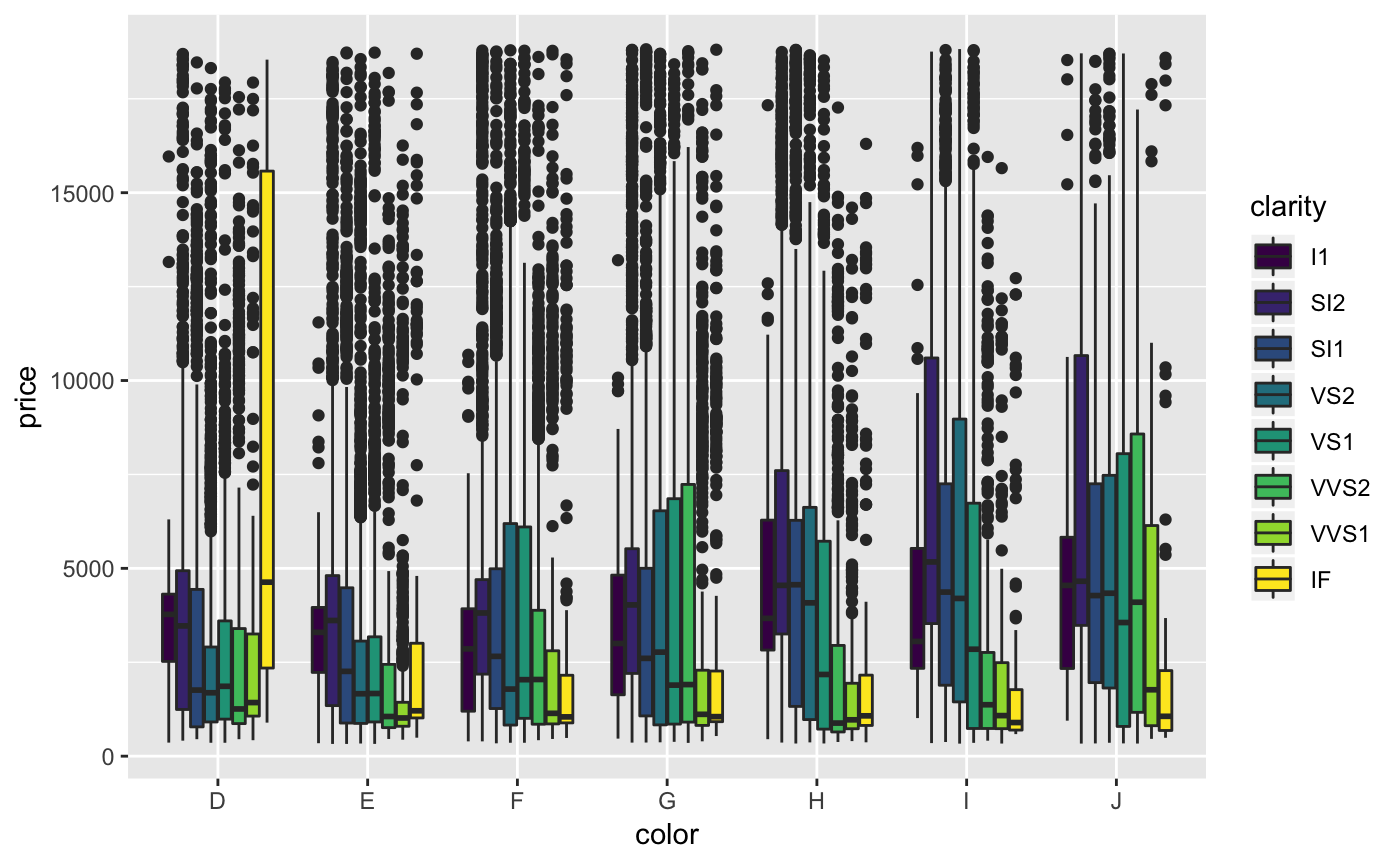 15000
10000
5000
0
price
D E F G H I J
color
clarity
I1
SI2
SI1
VS2
VS1
VVS2
VVS1
IF